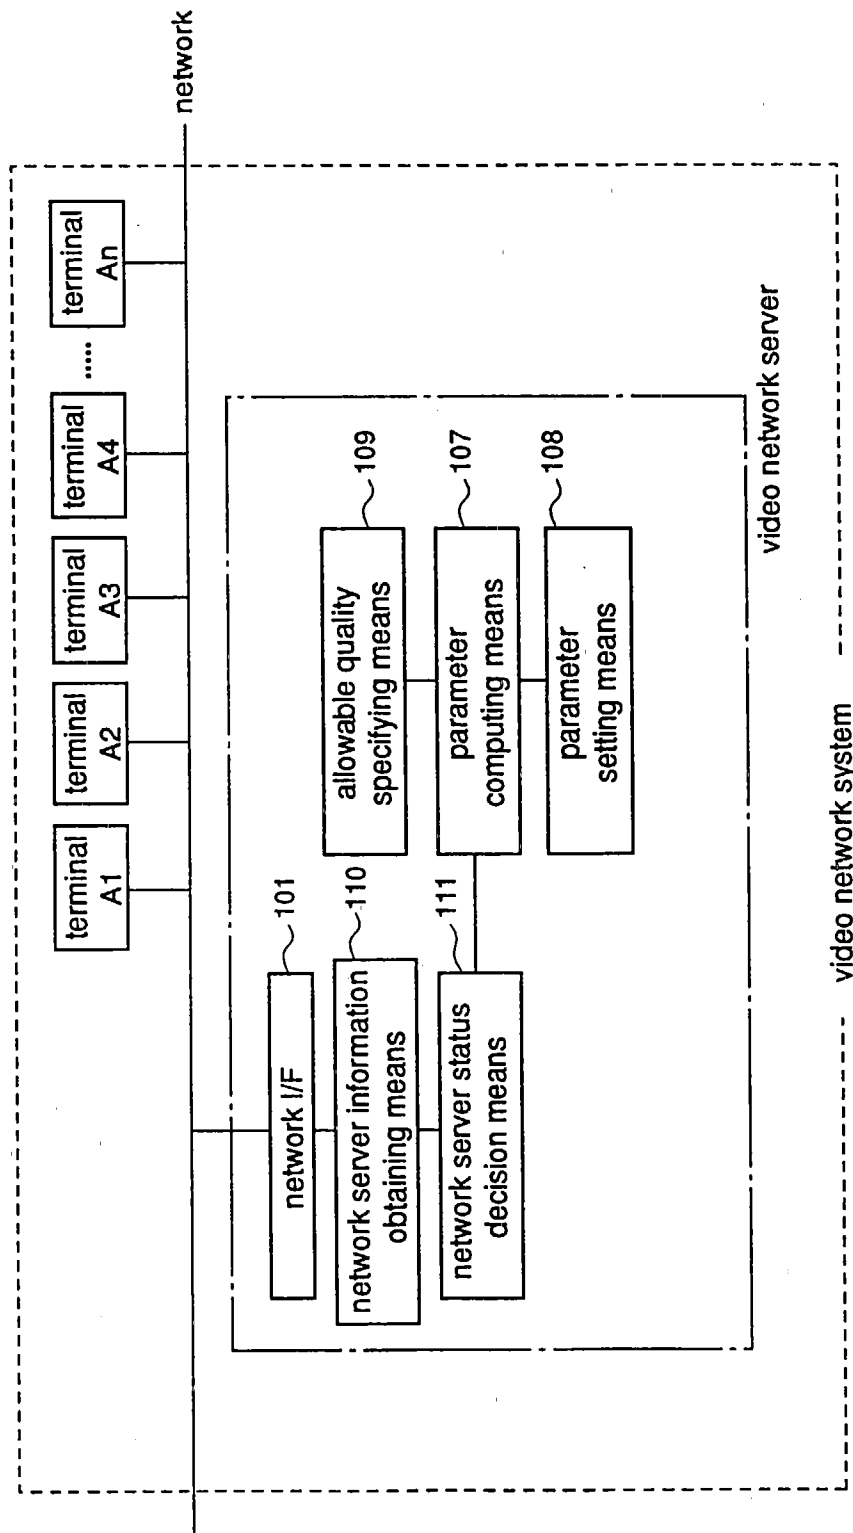 terminal
A1
terminal
A2
terminal
A3
terminal
A4
.....
terminal
An
network
network I/F
101
network server information
obtaining means
110
network server status
decision means
111
allowable quality
specifying means
109
parameter
computing means
107
parameter
setting means
108
video network server
video network system